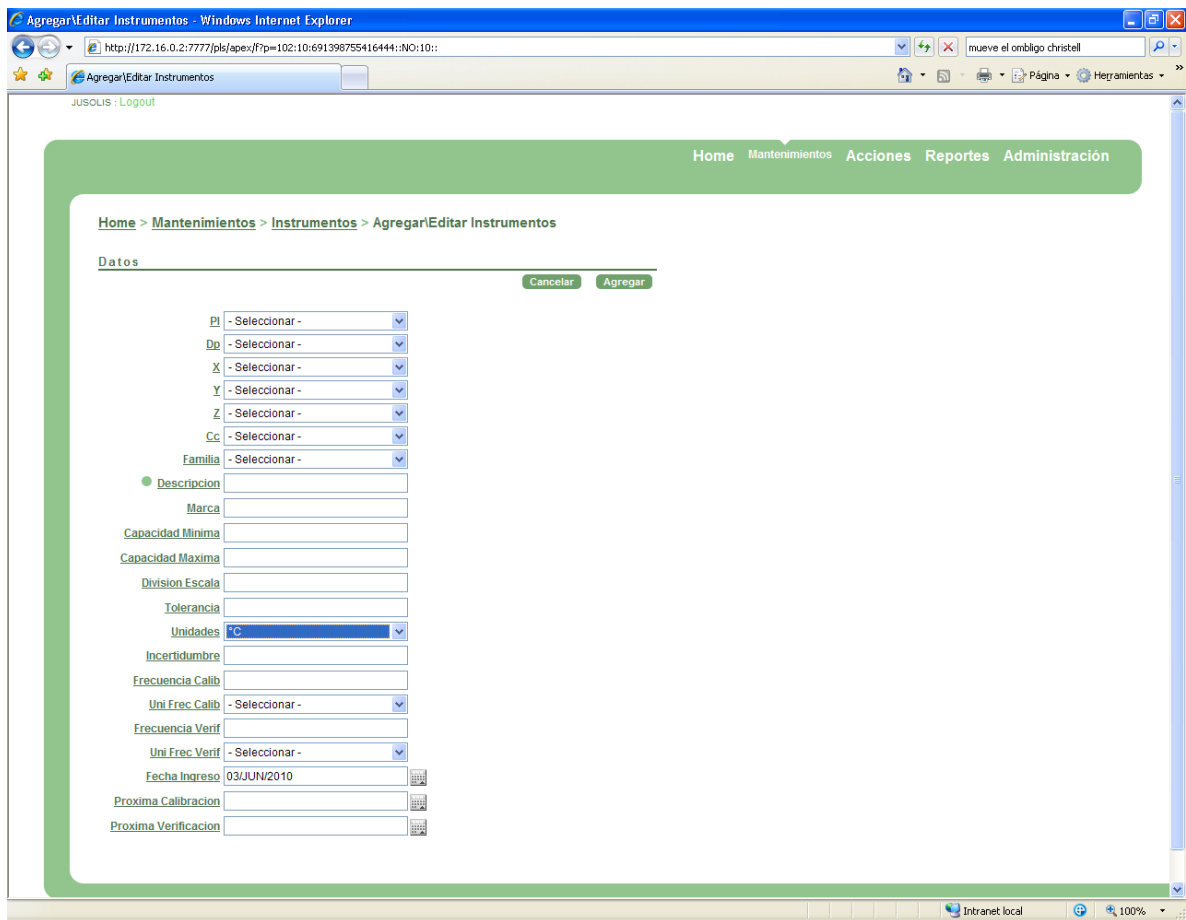 Agregar\Editar Instrumentos - Windows Internet Explorer
http://172.16.0.2:7777/pls/apex/f?p=102:10:691398755416444::NO:10::
mueve el ombligo christell
Agregar\Editar Instrumentos
Página
Herramientas
»
JUSOLIS : Logout
Home Mantenimientos Acciones Reportes Administración
Home > Mantenimientos > Instrumentos > Agregar\Editar Instrumentos
Datos
Cancelar Agregar
Pl - Seleccionar -
Dp - Seleccionar -
X - Seleccionar -
Y - Seleccionar -
Z - Seleccionar -
Cc - Seleccionar -
Familia - Seleccionar -
Descripcion
Marca
Capacidad Minima
Capacidad Maxima
Division Escala
Tolerancia
Unidades °C
Incertidumbre
Frecuencia Calib
Uni Frec Calib - Seleccionar -
Frecuencia Verif
Uni Frec Verif - Seleccionar -
Fecha Ingreso 03/JUN/2010
Proxima Calibracion
Proxima Verificacion
Intranet local 100%